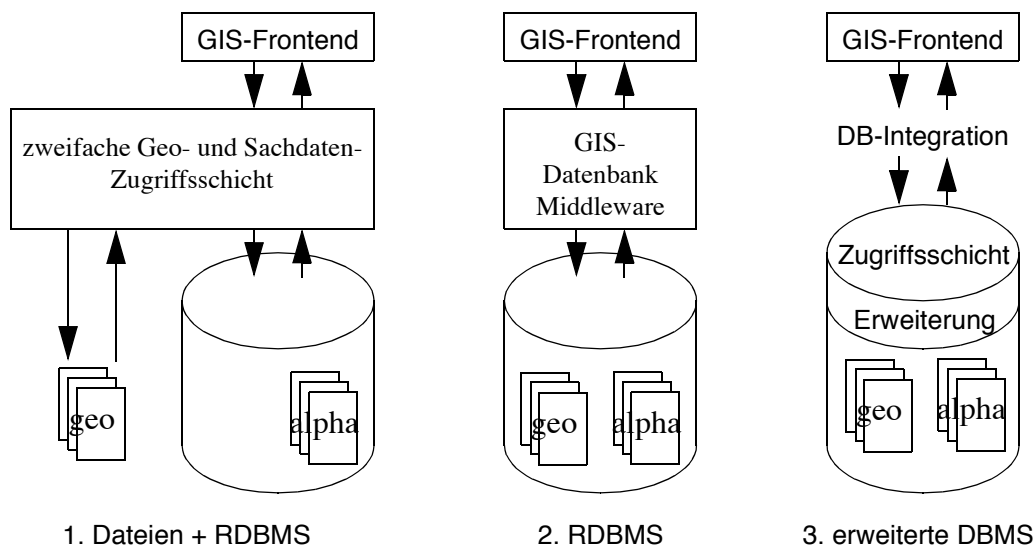 GIS-Frontend
zweifache Geo- und Sachdaten-
Zugriffsschicht
geo
alpha
1. Dateien + RDBMS
GIS-Frontend
GIS-
Datenbank
Middleware
geo
alpha
2. RDBMS
GIS-Frontend
DB-Integration
Zugriffsschicht
Erweiterung
geo
alpha
3. erweiterte DBMS